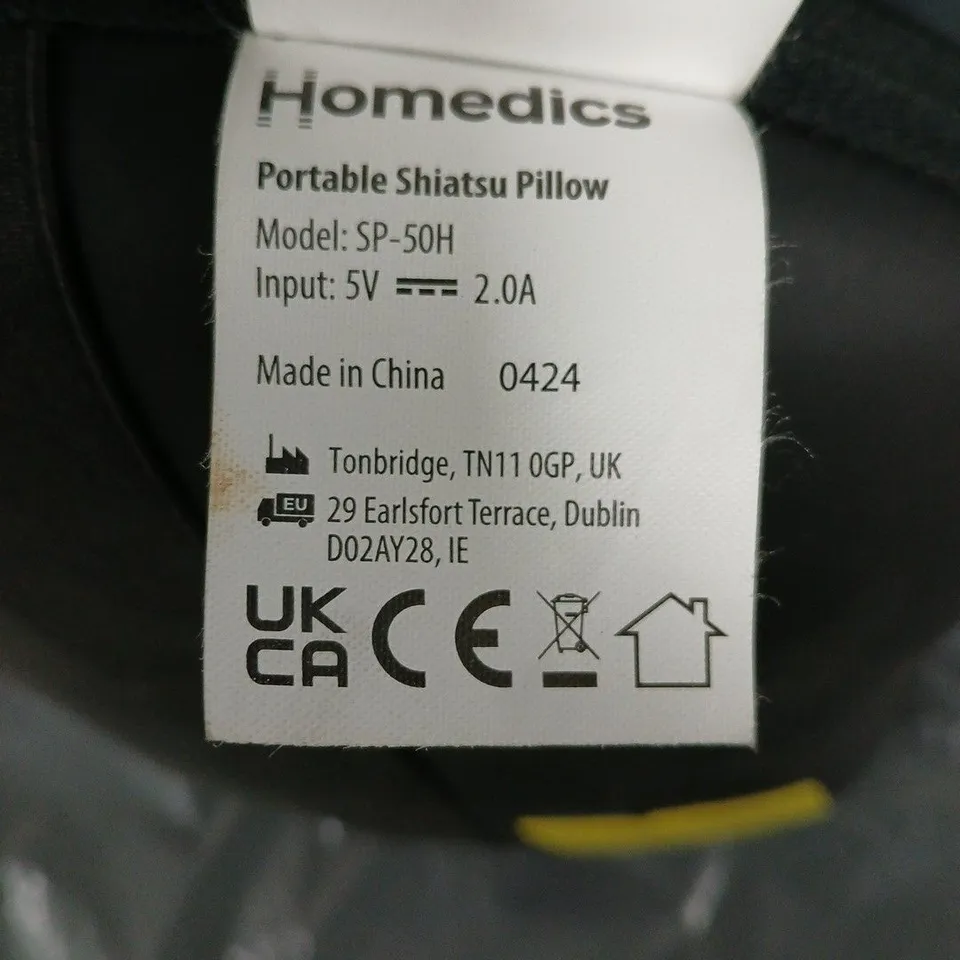 Homedics
Portable Shiatsu Pillow
Model: SP-50H
Input: 5V ⎓ 2.0A
Made in China 0424
Tonbridge, TN11 0GP, UK
EU 29 Earlsfort Terrace, Dublin
D02AY28, IE
UK
CA CE